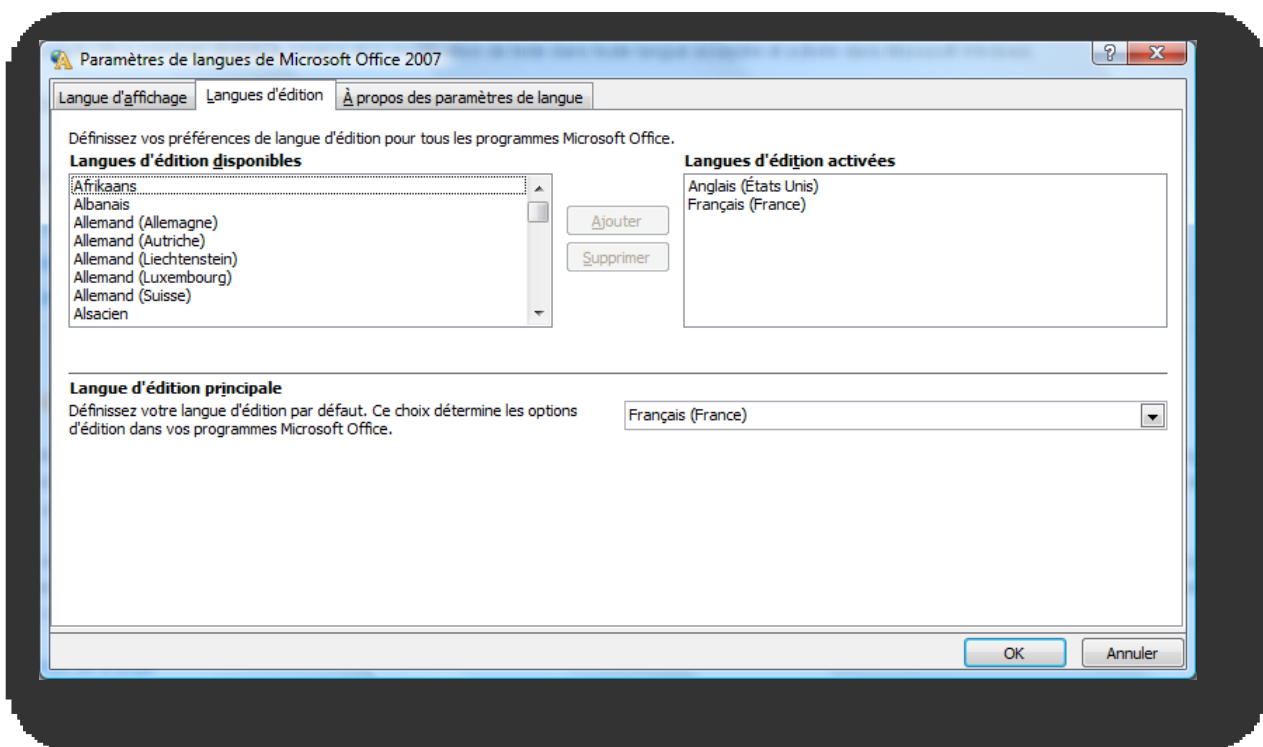 Paramètres de langues de Microsoft Office 2007
Langue d'affichage
Langues d'édition
À propos des paramètres de langue
Définissez vos préférences de langue d'édition pour tous les programmes Microsoft Office.
Langues d'édition disponibles
Afrikaans
Albanais
Allemand (Allemagne)
Allemand (Autriche)
Allemand (Liechtenstein)
Allemand (Luxembourg)
Allemand (Suisse)
Alsacien
Ajouter
Supprimer
Langues d'édition activées
Anglais (États Unis)
Français (France)
Langue d'édition principale
Définissez votre langue d'édition par défaut. Ce choix détermine les options
d'édition dans vos programmes Microsoft Office.
Français (France)
OK
Annuler